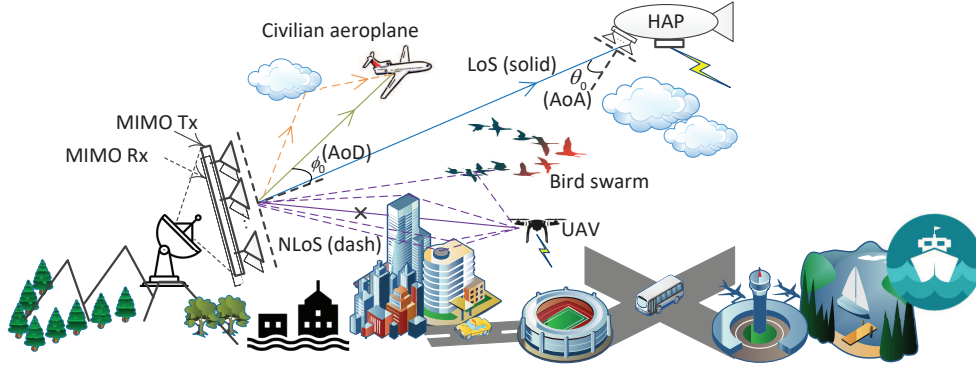 Civilian aeroplane
HAP
LoS (solid)
θ₀
(AoA)
MIMO Tx
MIMO Rx
ϕ₀
(AoD)
Bird swarm
UAV
NLoS (dash)